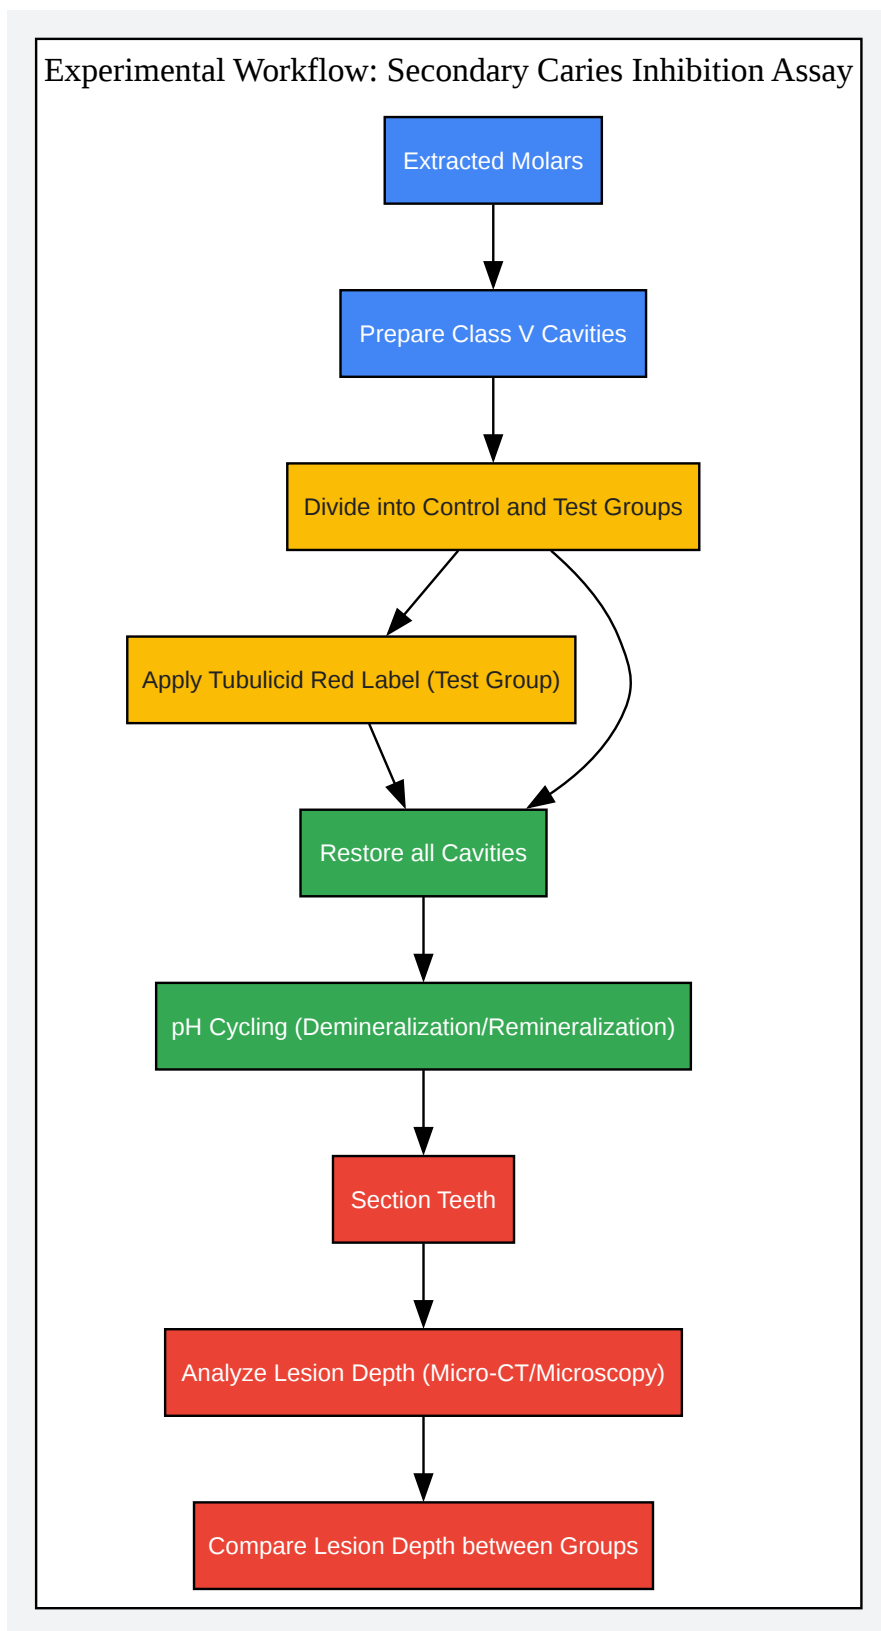 Experimental Workflow: Secondary Caries Inhibition Assay
Extracted Molars
Prepare Class V Cavities
Divide into Control and Test Groups
Apply Tubulicid Red Label (Test Group)
Restore all Cavities
pH Cycling (Demineralization/Remineralization)
Section Teeth
Analyze Lesion Depth (Micro-CT/Microscopy)
Compare Lesion Depth between Groups